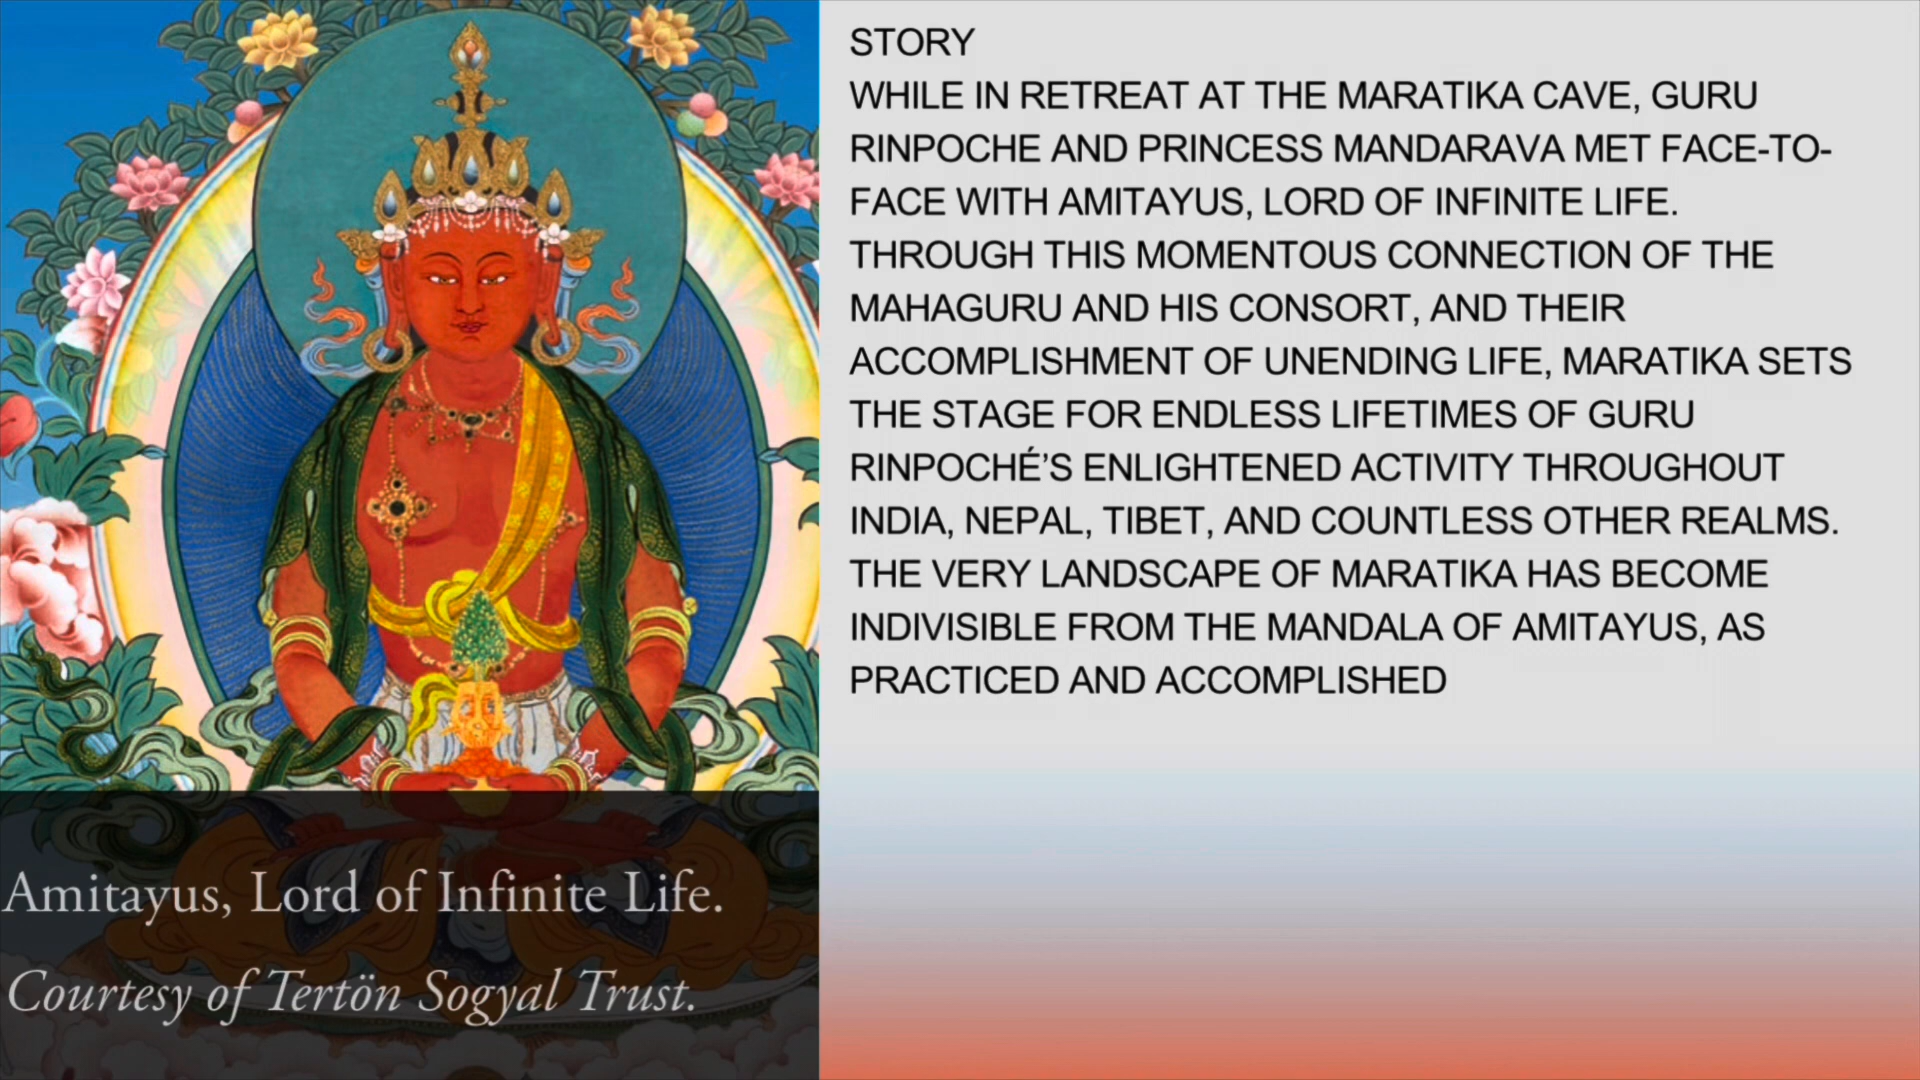 STORY
WHILE IN RETREAT AT THE MARATIKA CAVE, GURU
RINPOCHE AND PRINCESS MANDARAVA MET FACE-TO-
FACE WITH AMITAYUS, LORD OF INFINITE LIFE.
THROUGH THIS MOMENTOUS CONNECTION OF THE
MAHAGURU AND HIS CONSORT, AND THEIR
ACCOMPLISHMENT OF UNENDING LIFE, MARATIKA SETS
THE STAGE FOR ENDLESS LIFETIMES OF GURU
RINPOCHÉ’S ENLIGHTENED ACTIVITY THROUGHOUT
INDIA, NEPAL, TIBET, AND COUNTLESS OTHER REALMS.
THE VERY LANDSCAPE OF MARATIKA HAS BECOME
INDIVISIBLE FROM THE MANDALA OF AMITAYUS, AS
PRACTICED AND ACCOMPLISHED
Amitayus, Lord of Infinite Life.
Courtesy of Tertön Sogyal Trust.